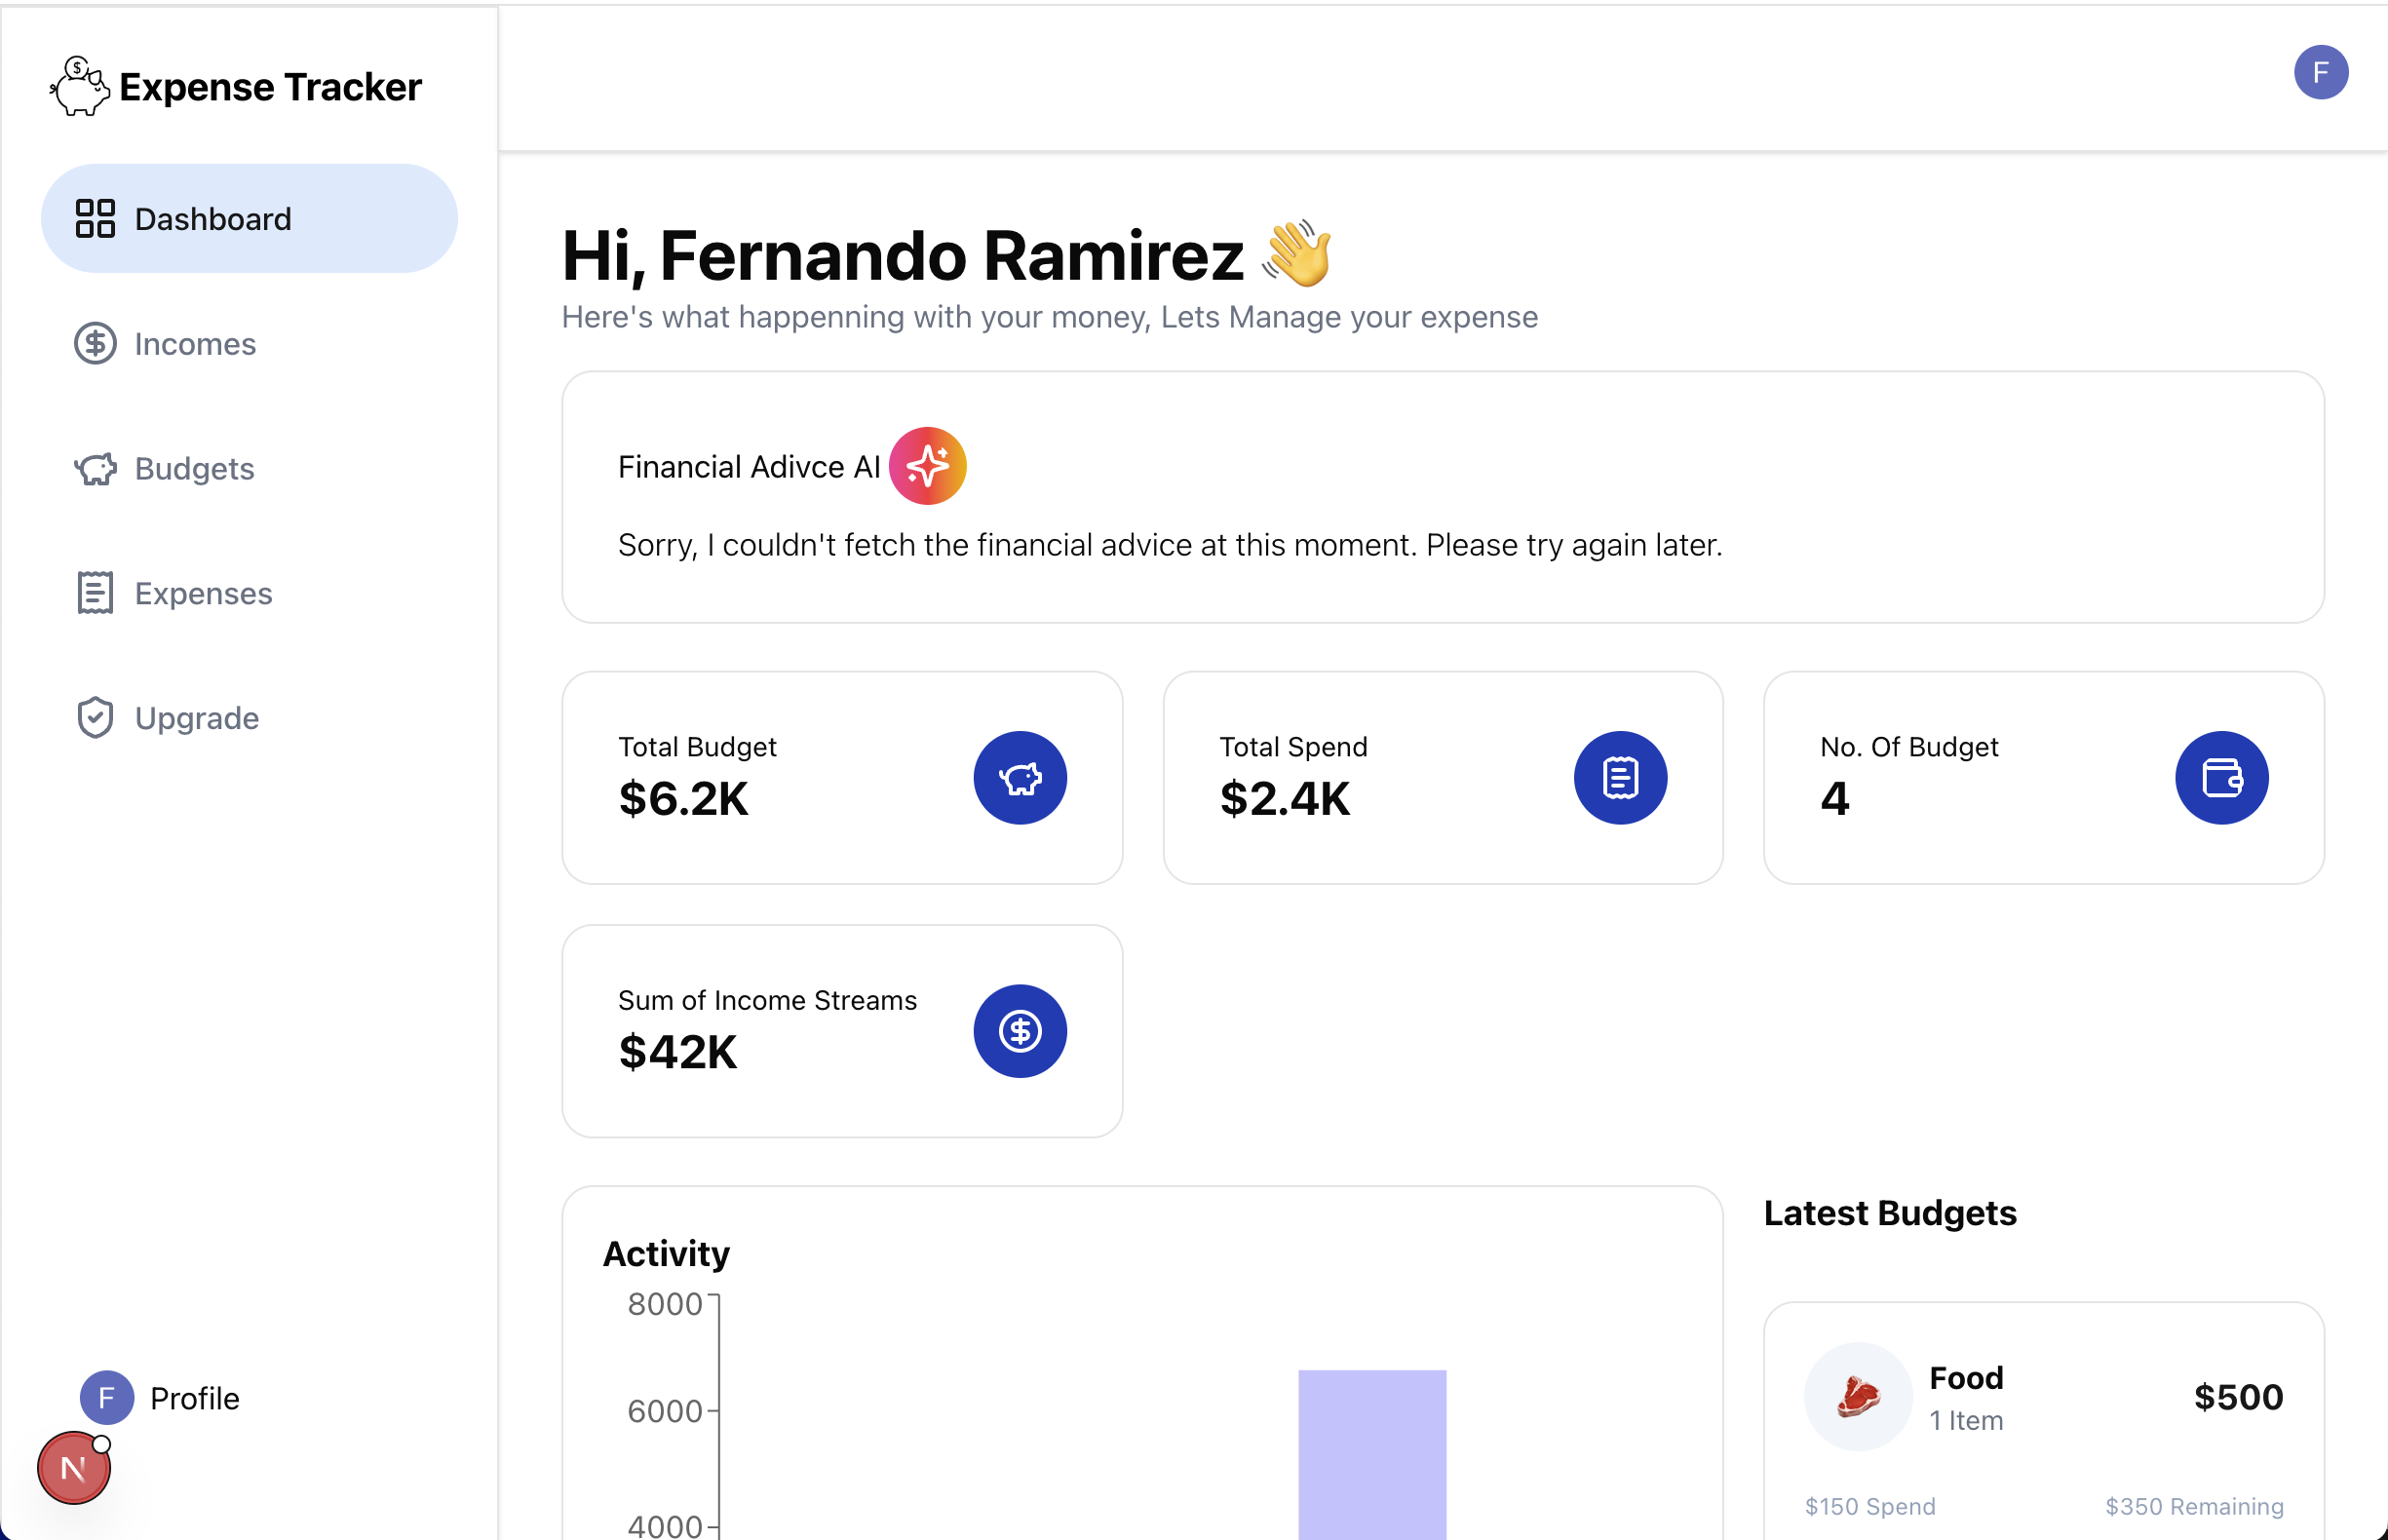 Expense Tracker
F
Dashboard
Incomes
Budgets
Expenses
Upgrade
F Profile
N
Hi, Fernando Ramirez 👋
Here's what happenning with your money, Lets Manage your expense
Financial Adivce AI
Sorry, I couldn't fetch the financial advice at this moment. Please try again later.
Total Budget
$6.2K
Total Spend
$2.4K
No. Of Budget
4
Sum of Income Streams
$42K
Activity
8000
6000
4000
Latest Budgets
Food
1 Item
$500
$150 Spend
$350 Remaining